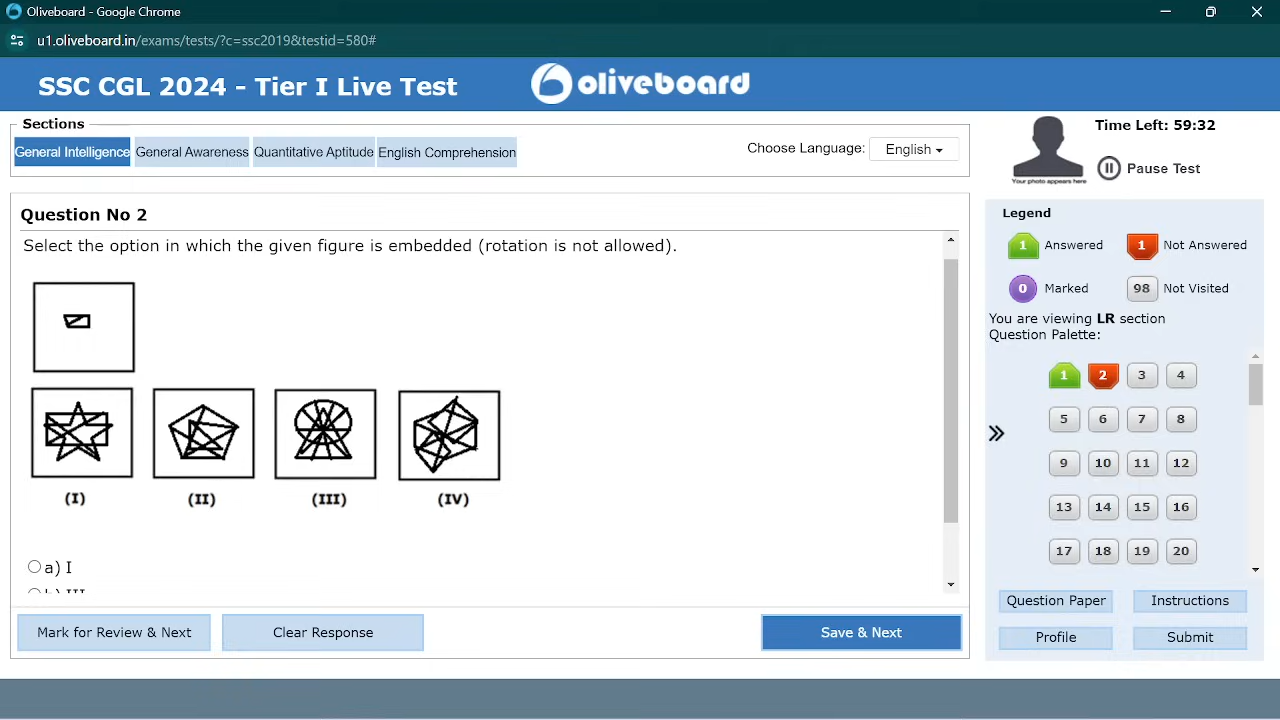 Oliveboard - Google Chrome
u1.oliveboard.in/exams/tests/?c=ssc2019&testid=580#
SSC CGL 2024 - Tier I Live Test
oliveboard
Sections
General Intelligence General Awareness Quantitative Aptitude English Comprehension
Choose Language: English
Your photo appears here
Time Left: 59:32
Pause Test
Question No 2
Select the option in which the given figure is embedded (rotation is not allowed).
(I) (II) (III) (IV)
a) I
b) III
Mark for Review & Next
Clear Response
Save & Next
Legend
1 Answered 1 Not Answered
0 Marked 98 Not Visited
You are viewing LR section
Question Palette:
1 2 3 4
5 6 7 8
9 10 11 12
13 14 15 16
17 18 19 20
Question Paper Instructions
Profile Submit